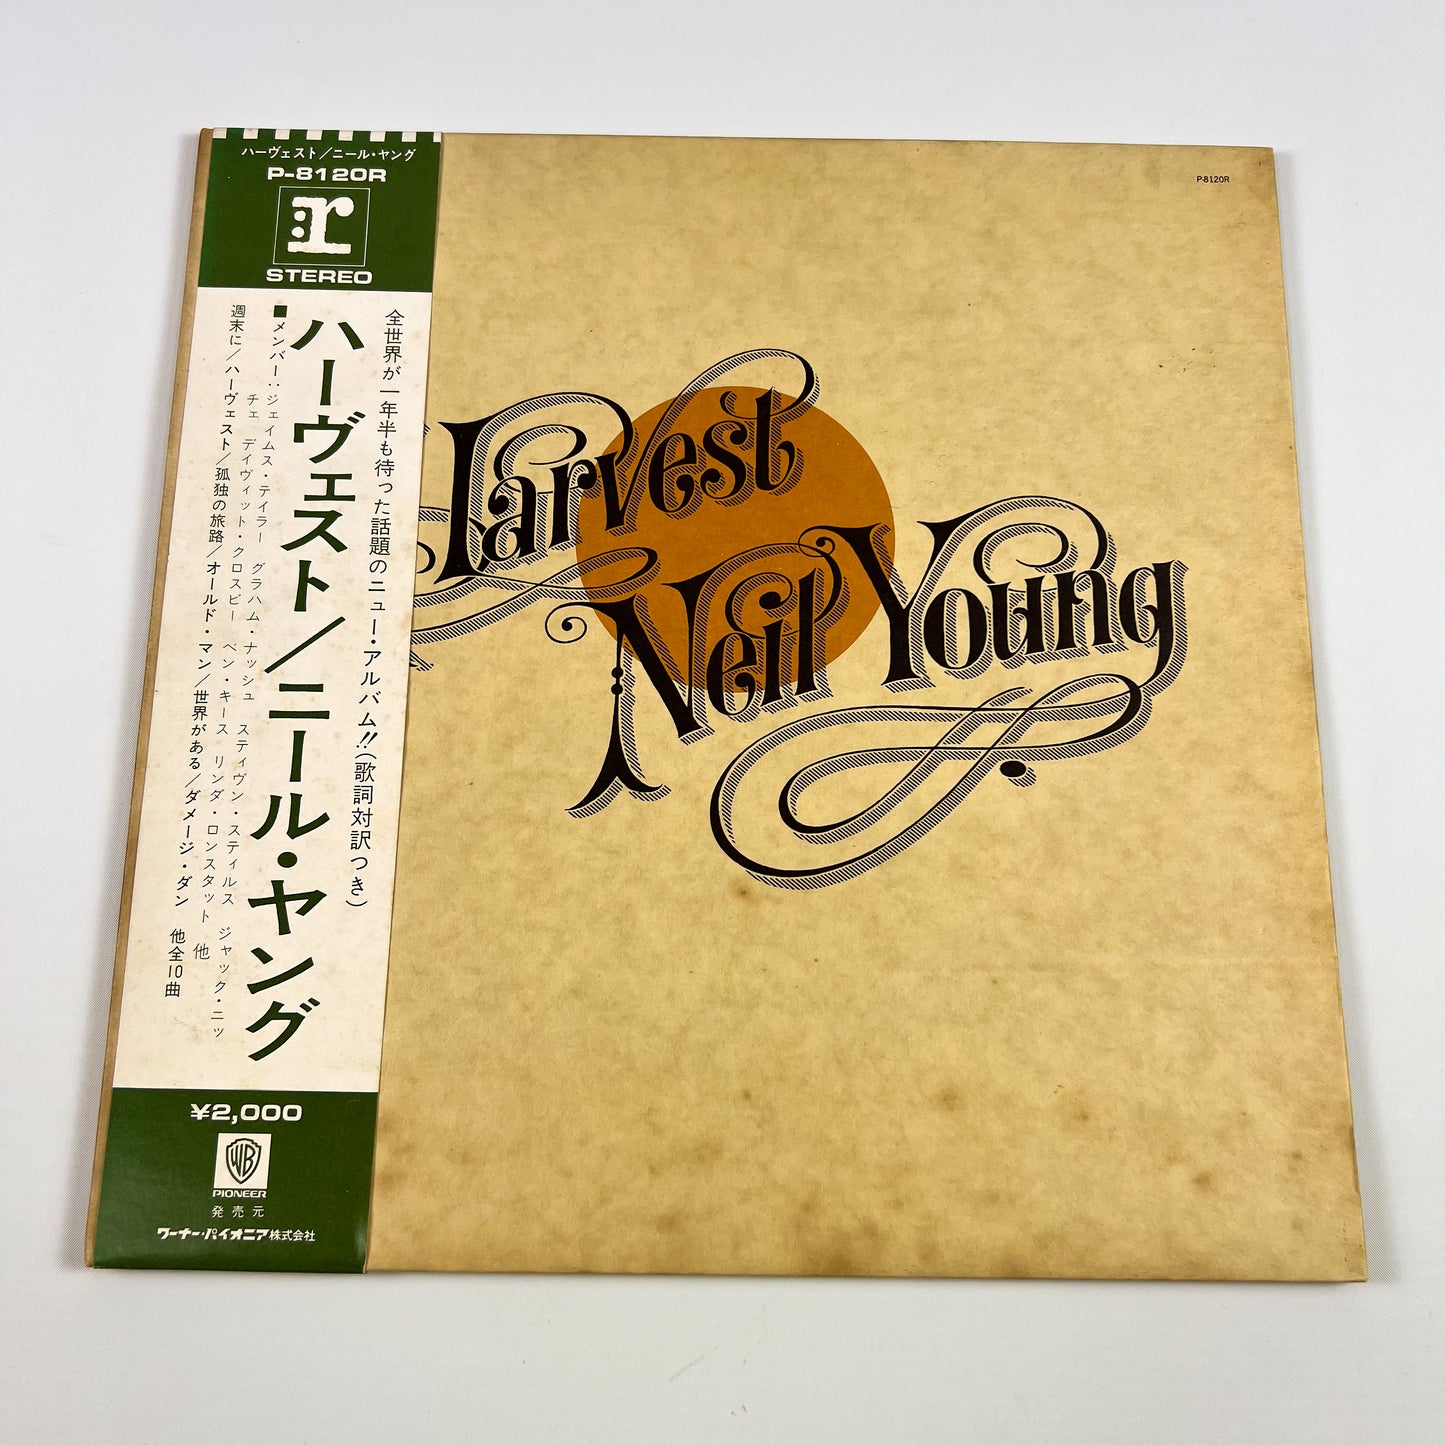 ハーヴェスト／ニール・ヤング
P-8120R
r
STEREO
全世界が一年半も待った話題のニュー・アルバム!!(歌詞対訳つき)
ハーヴェスト／ニール・ヤング
■メンバー：ジェイムス・テイラー　グラハム・ナッシュ　スティヴン・スティルス　ジャック・ニッ
チェ　デイヴィット・クロスビー　ベン・キース　リンダ・ロンスタット　他
週末に／ハーヴェスト／孤独の旅路／オールド・マン／世界がある／ダメージ・ダン　他全10曲
¥2,000
WB
PIONEER
発売元
ワーナー・パイオニア株式会社
P-8120R
Harvest
Neil Young